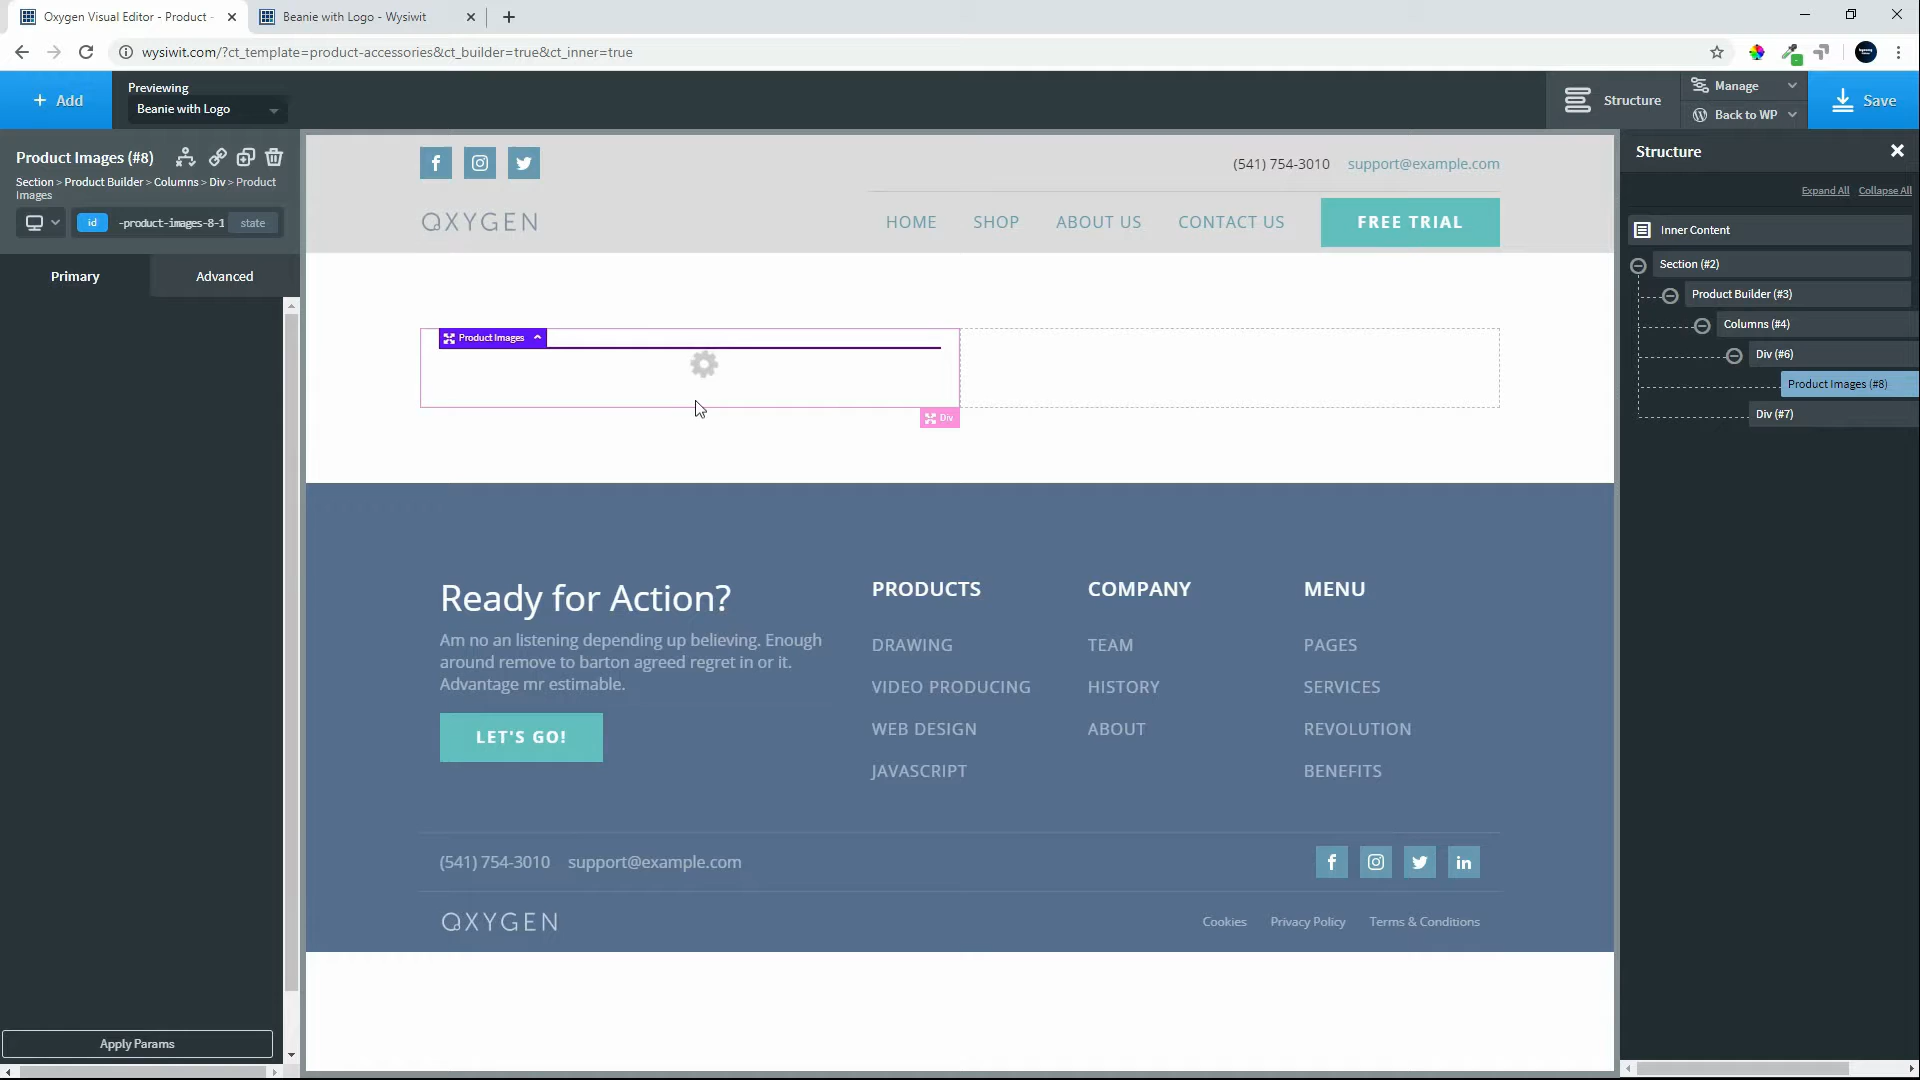 Oxygen Visual Editor - Product -
Beanie with Logo - Wysiwit
wysiwit.com/?ct_template=product-accessories&ct_builder=true&ct_inner=true
+ Add
Previewing
Beanie with Logo
Structure
Manage
Back to WP
Save
Product Images (#8)
Section > Product Builder > Columns > Div > Product
Images
id -product-images-8-1 state
Primary Advanced
Apply Params
(541) 754-3010 support@example.com
OXYGEN
HOME SHOP ABOUT US CONTACT US FREE TRIAL
Product Images
Div
Ready for Action?
Am no an listening depending up believing. Enough
around remove to barton agreed regret in or it.
Advantage mr estimable.
LET'S GO!
PRODUCTS
DRAWING
VIDEO PRODUCING
WEB DESIGN
JAVASCRIPT
COMPANY
TEAM
HISTORY
ABOUT
MENU
PAGES
SERVICES
REVOLUTION
BENEFITS
(541) 754-3010 support@example.com
OXYGEN
Cookies Privacy Policy Terms & Conditions
Structure
Expand All Collapse All
Inner Content
Section (#2)
Product Builder (#3)
Columns (#4)
Div (#6)
Product Images (#8)
Div (#7)